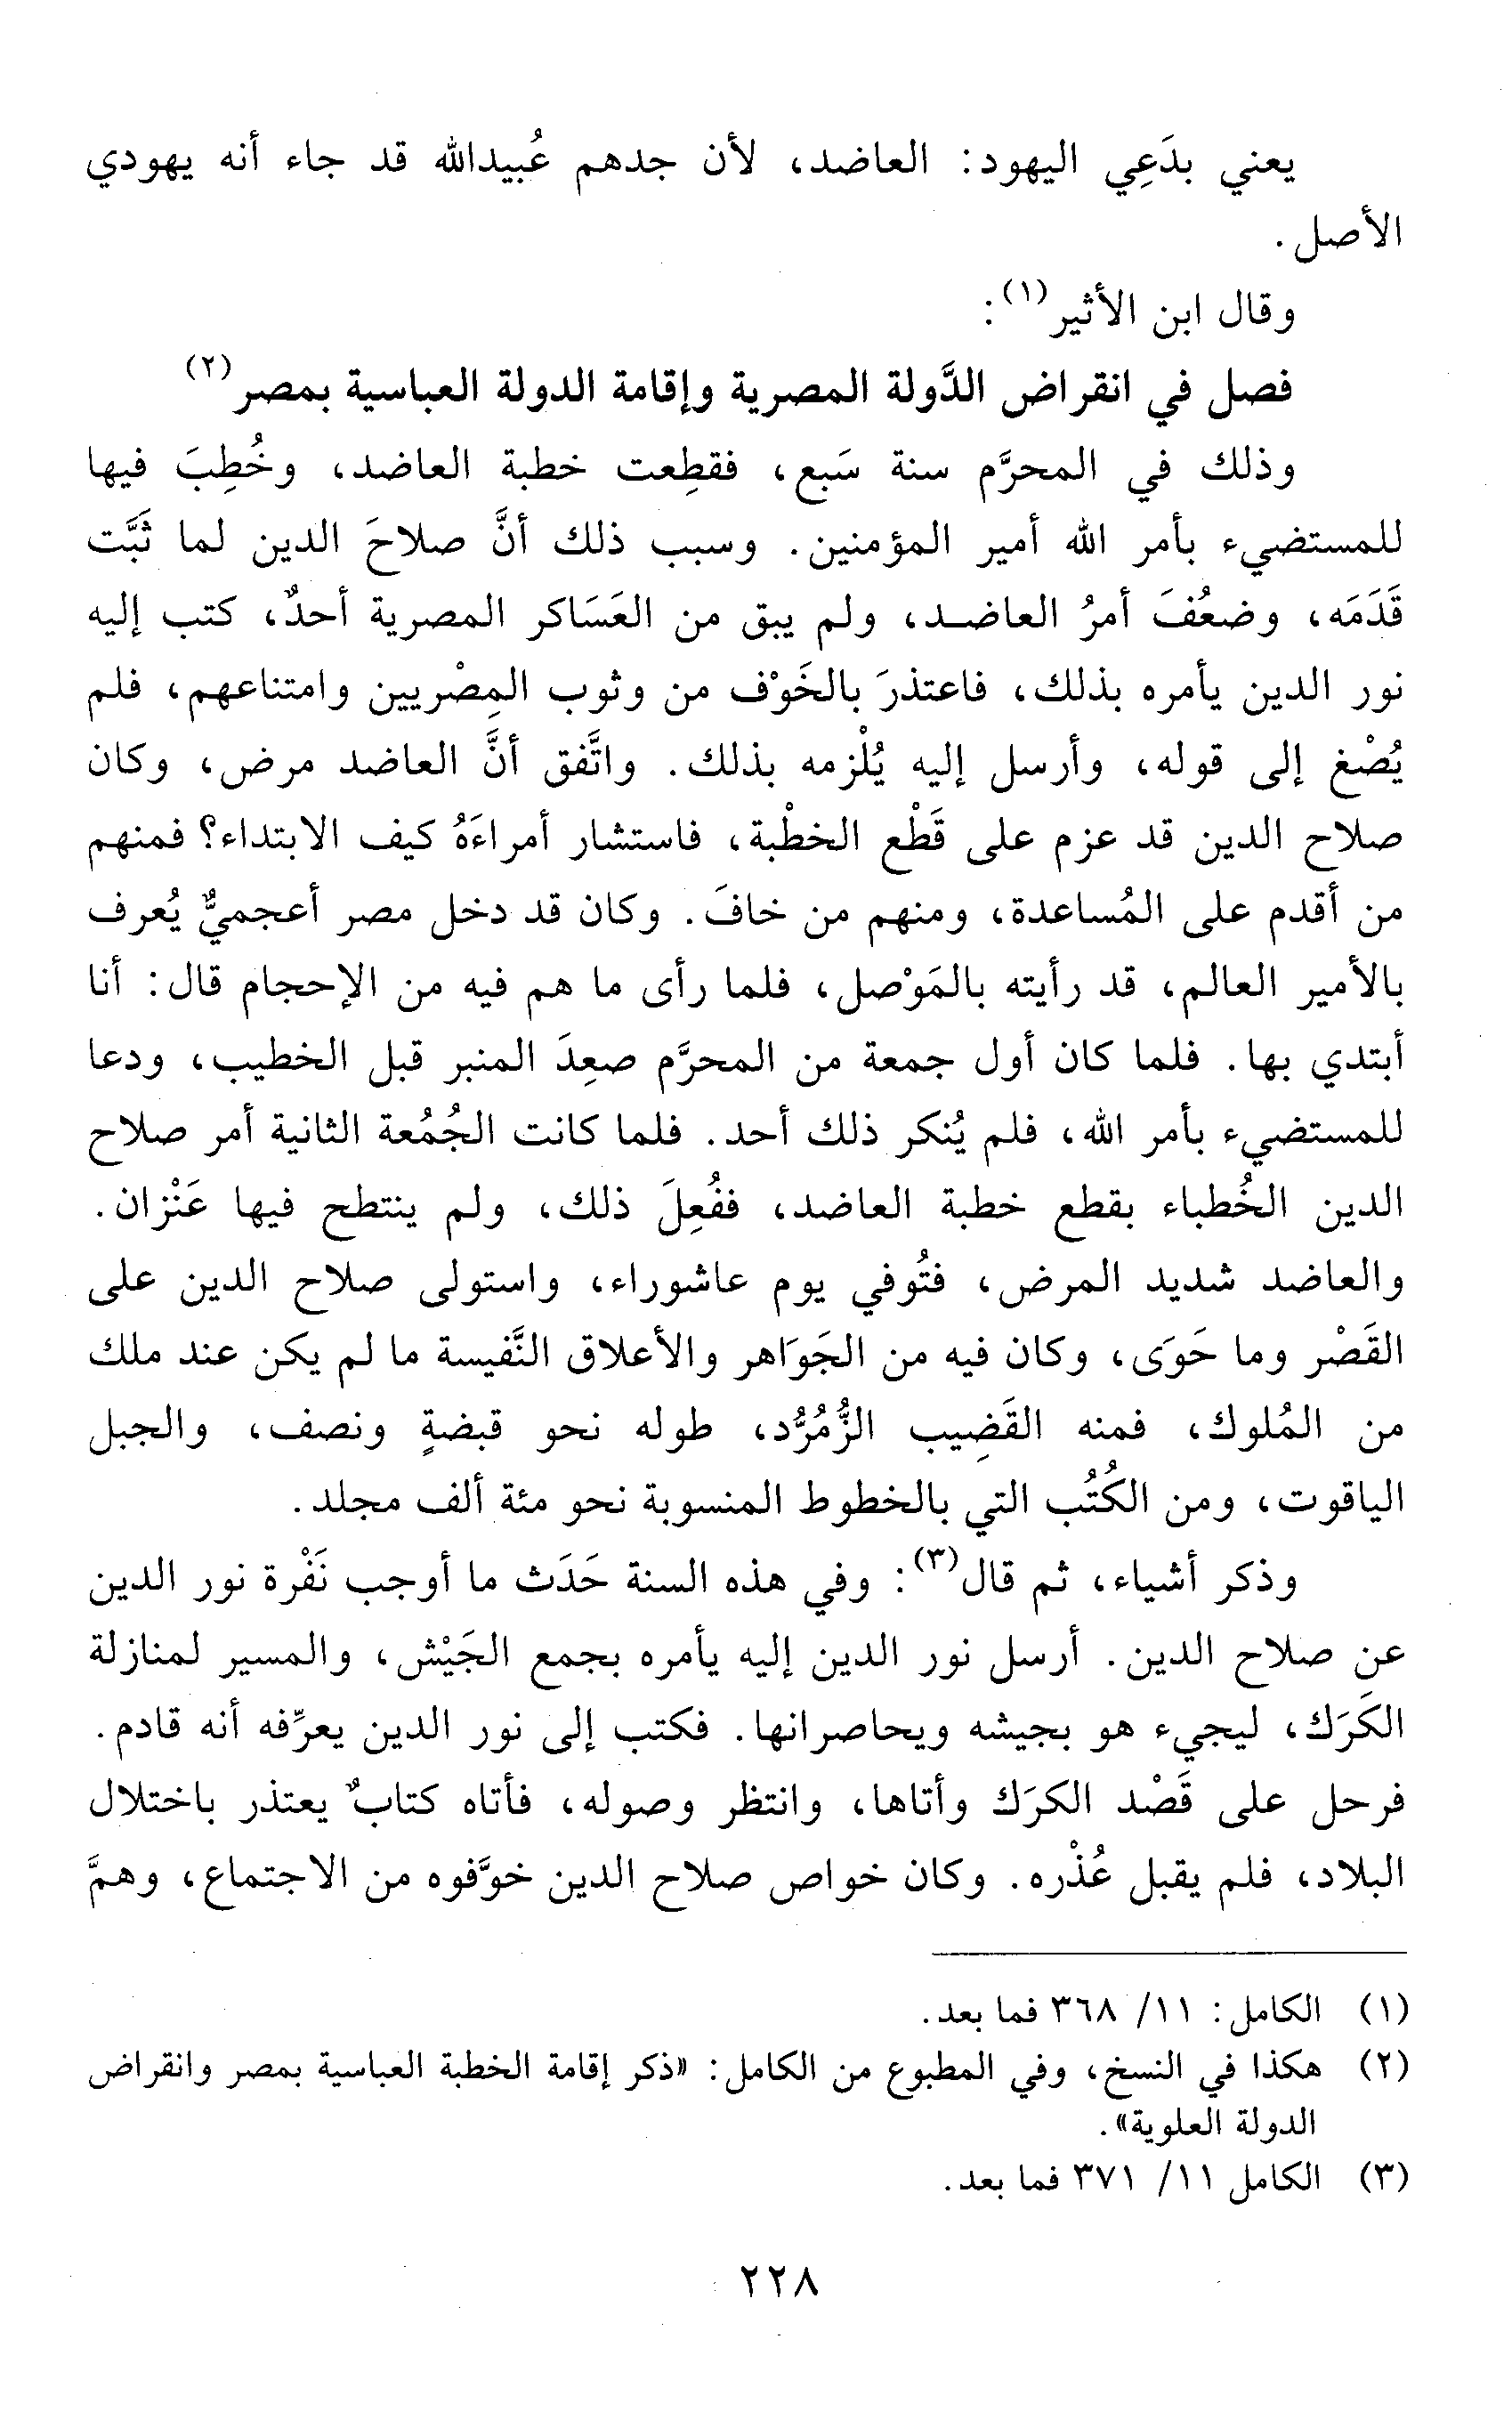 يعني بدَعِي اليهود: العاضد، لأن جدهم عُبيدالله قد جاء أنه يهودي
الأصل.
وقال ابن الأثير(١):
فصل في انقراض الدَّولة المصرية وإقامة الدولة العباسية بمصر(٢)
وذلك في المحرَّم سنة سَبع، فقطِعت خطبة العاضد، وخُطِبَ فيها
للمستضيء بأمر الله أمير المؤمنين. وسبب ذلك أنَّ صلاحَ الدين لما ثَبَّت
قَدَمَه، وضعُفَ أمرُ العاضد، ولم يبق من العَسَاكر المصرية أحدٌ، كتب إليه
نور الدين يأمره بذلك، فاعتذرَ بالخَوْف من وثوب المِصْريين وامتناعهم، فلم
يُصْغ إلى قوله، وأرسل إليه يُلْزمه بذلك. واتَّفق أنَّ العاضد مرض، وكان
صلاح الدين قد عزم على قَطْع الخطْبة، فاستشار أمراءَهُ كيف الابتداء؟ فمنهم
من أقدم على المُساعدة، ومنهم من خافَ. وكان قد دخل مصر أعجميٌّ يُعرف
بالأمير العالم، قد رأيته بالمَوْصل، فلما رأى ما هم فيه من الإحجام قال: أنا
أبتدي بها. فلما كان أول جمعة من المحرَّم صعِدَ المنبر قبل الخطيب، ودعا
للمستضيء بأمر الله، فلم يُنكر ذلك أحد. فلما كانت الجُمُعة الثانية أمر صلاح
الدين الخُطباء بقطع خطبة العاضد، ففُعِلَ ذلك، ولم ينتطح فيها عَنْزان.
والعاضد شديد المرض، فتُوفي يوم عاشوراء، واستولى صلاح الدين على
القَصْر وما حَوَى، وكان فيه من الجَوَاهر والأعلاق النَّفيسة ما لم يكن عند ملك
من المُلوك، فمنه القَضِيب الزُّمُرُّد، طوله نحو قبضةٍ ونصف، والجبل
الياقوت، ومن الكُتُب التي بالخطوط المنسوبة نحو مئة ألف مجلد.
وذكر أشياء، ثم قال(٣): وفي هذه السنة حَدَث ما أوجب نَفْرة نور الدين
عن صلاح الدين. أرسل نور الدين إليه يأمره بجمع الجَيْش، والمسير لمنازلة
الكَرَك، ليجيء هو بجيشه ويحاصرانها. فكتب إلى نور الدين يعرِّفه أنه قادم.
فرحل على قَصْد الكرَك وأتاها، وانتظر وصوله، فأتاه كتابٌ يعتذر باختلال
البلاد، فلم يقبل عُذْره. وكان خواص صلاح الدين خوَّفوه من الاجتماع، وهمَّ
(١) الكامل: ١١/ ٣٦٨ فما بعد.
(٢) هكذا في النسخ، وفي المطبوع من الكامل: «ذكر إقامة الخطبة العباسية بمصر وانقراض
الدولة العلوية».
(٣) الكامل ١١/ ٣٧١ فما بعد.
٢٢٨